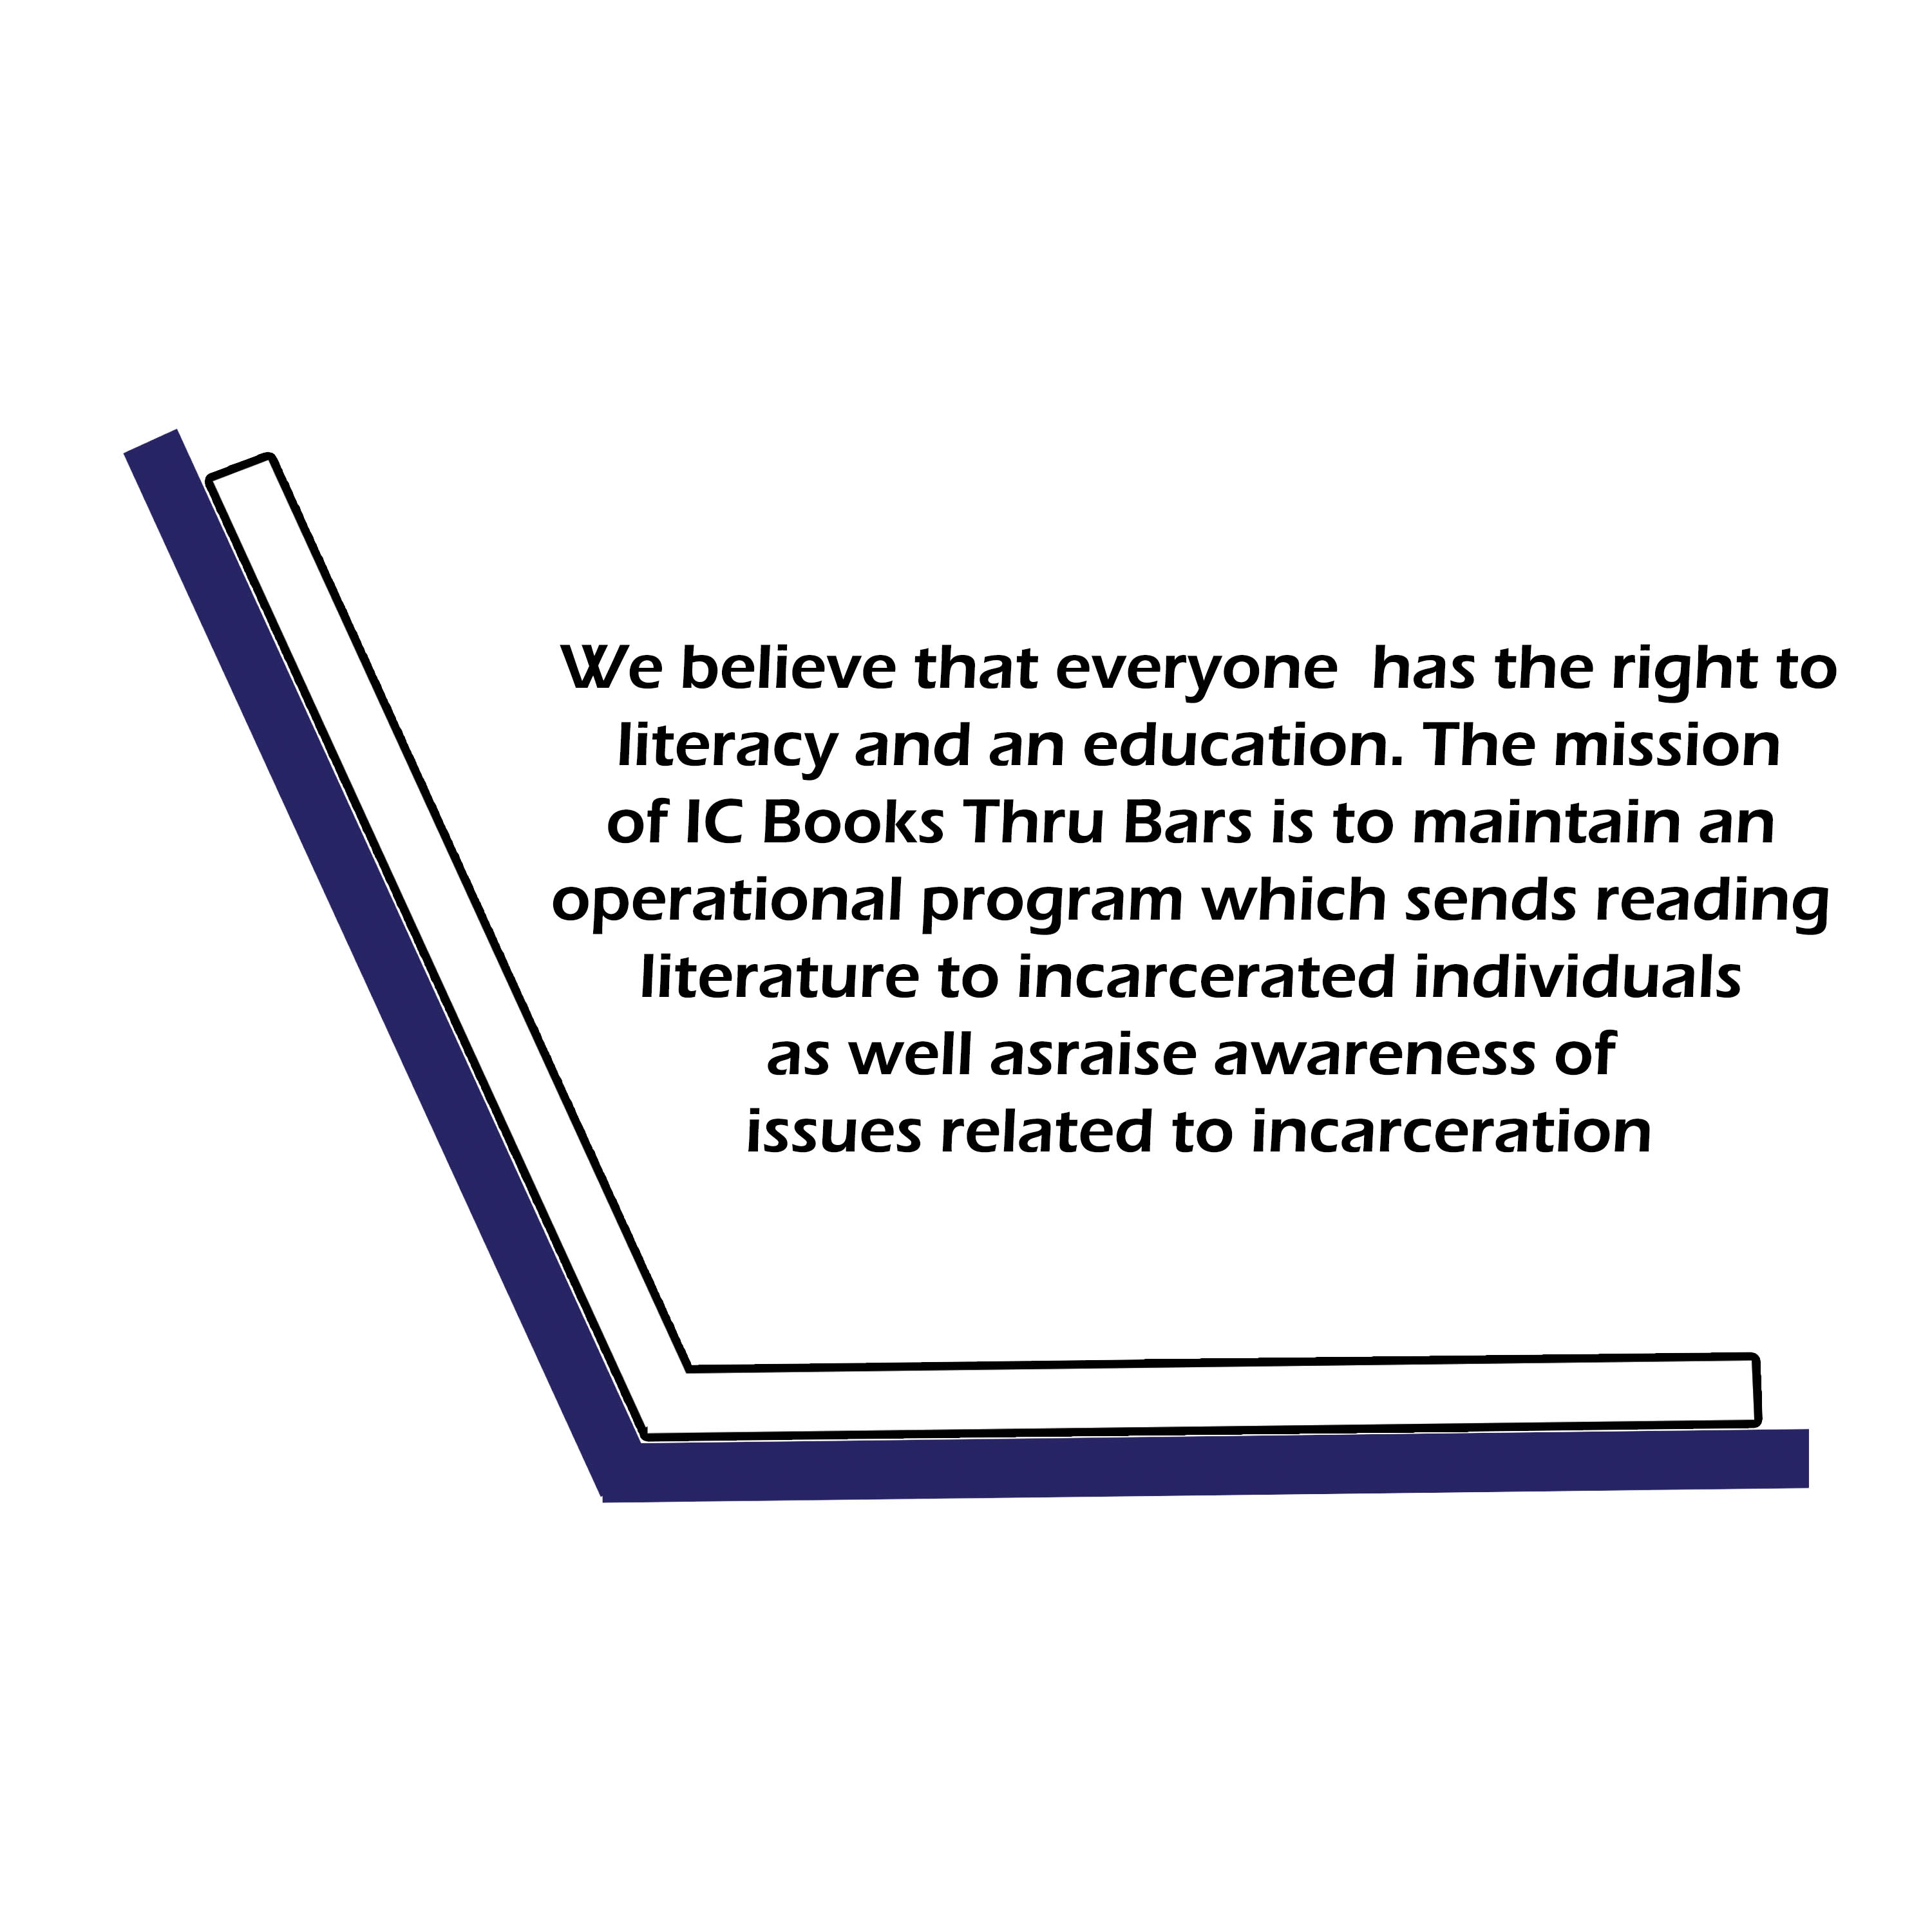 We believe that everyone  has the right to
literacy and an education. The mission
of IC Books Thru Bars is to maintain an
operational program which sends reading
literature to incarcerated individuals
as well asraise awareness of
issues related to incarceration